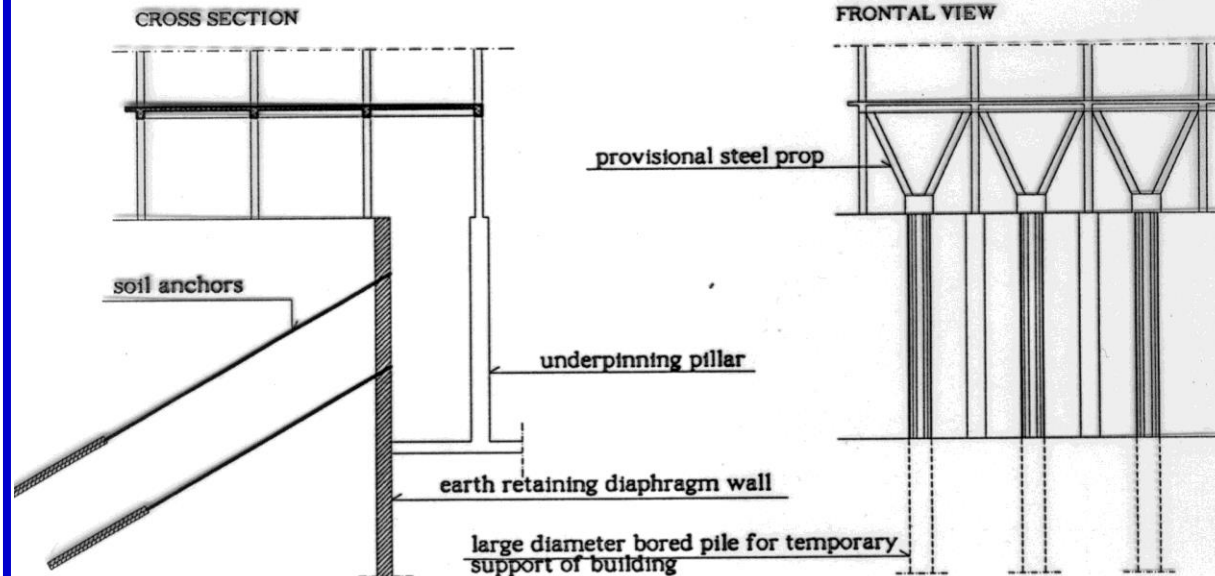 CROSS SECTION
FRONTAL VIEW
provisional steel prop
soil anchors
underpinning pillar
earth retaining diaphragm wall
large diameter bored pile for temporary
support of building